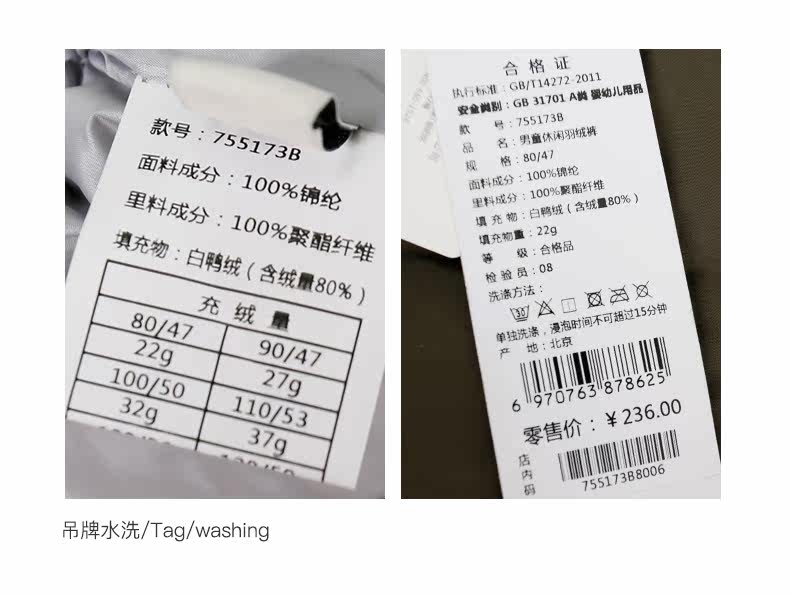 款号：755173B
面料成分：100%锦纶
里料成分：100%聚酯纤维
填充物：白鸭绒（含绒量80%）
充 绒 量
80/47 90/47
22g 27g
100/50 110/53
32g 37g
合格证
执行标准：GB/T14272-2011
安全类别：GB 31701 A类 婴幼儿用品
款 号：755173B
品 名：男童休闲羽绒裤
规 格：80/47
面料成分：100%锦纶
里料成分：100%聚酯纤维
填 充 物：白鸭绒（含绒量80%）
填充物量：22g
等 级：合格品
检 验 员：08
洗涤方法：
单独洗涤，浸泡时间不可超过15分钟
产 地：北京
6 970763 878625
零售价：￥236.00
店内码
755173B8006
吊牌水洗/Tag/washing